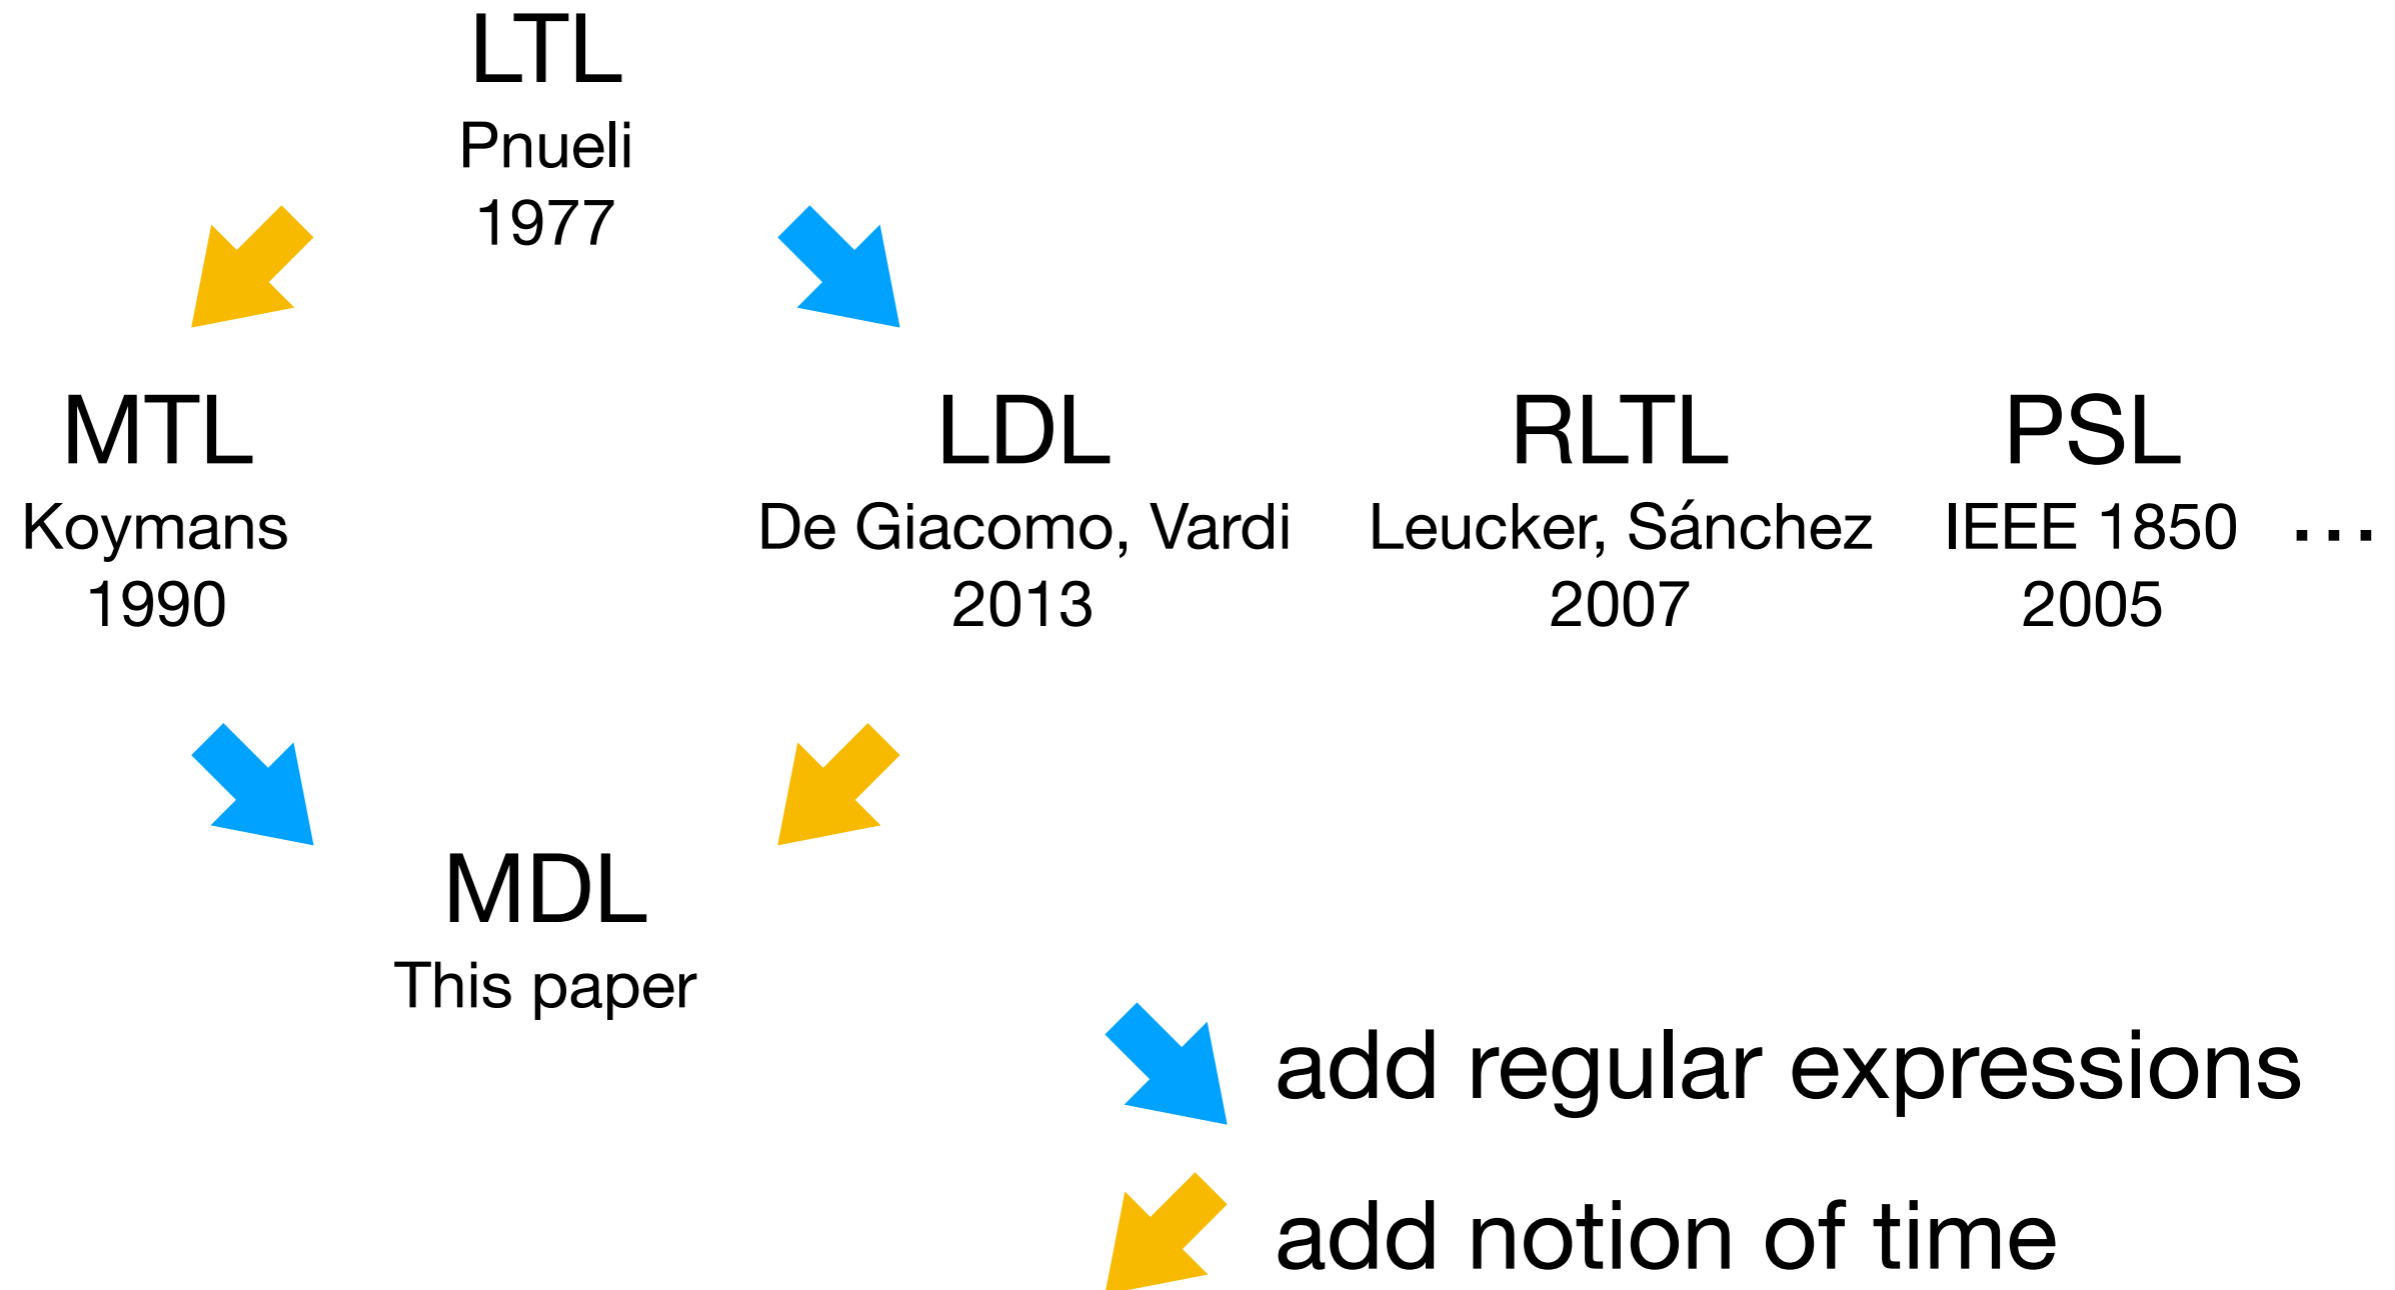 LTL
Pnueli
1977
MTL
Koymans
1990
LDL
De Giacomo, Vardi
2013
RLTL
Leucker, Sánchez
2007
PSL
IEEE 1850
2005
...
MDL
This paper
add regular expressions
add notion of time